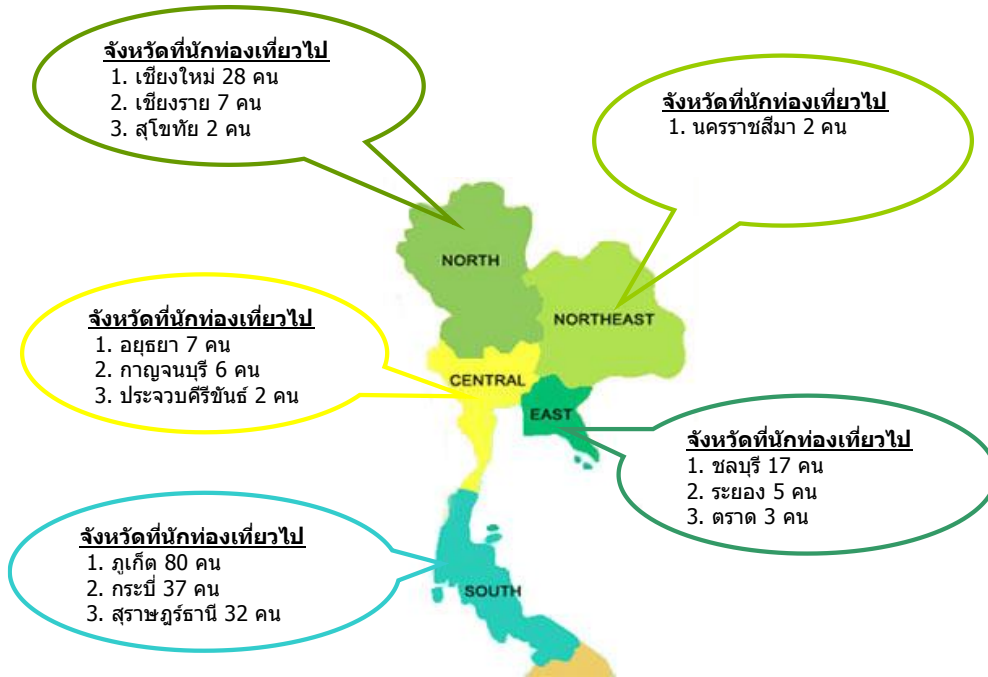 จังหวัดที่นักท่องเที่ยวไป
1. เชียงใหม่ 28 คน
2. เชียงราย 7 คน
3. สุโขทัย 2 คน
จังหวัดที่นักท่องเที่ยวไป
1. นครราชสีมา 2 คน
NORTH
NORTHEAST
จังหวัดที่นักท่องเที่ยวไป
1. อยุธยา 7 คน
2. กาญจนบุรี 6 คน
3. ประจวบคีรีขันธ์ 2 คน
CENTRAL
EAST
จังหวัดที่นักท่องเที่ยวไป
1. ชลบุรี 17 คน
2. ระยอง 5 คน
3. ตราด 3 คน
จังหวัดที่นักท่องเที่ยวไป
1. ภูเก็ต 80 คน
2. กระบี่ 37 คน
3. สุราษฎร์ธานี 32 คน
SOUTH